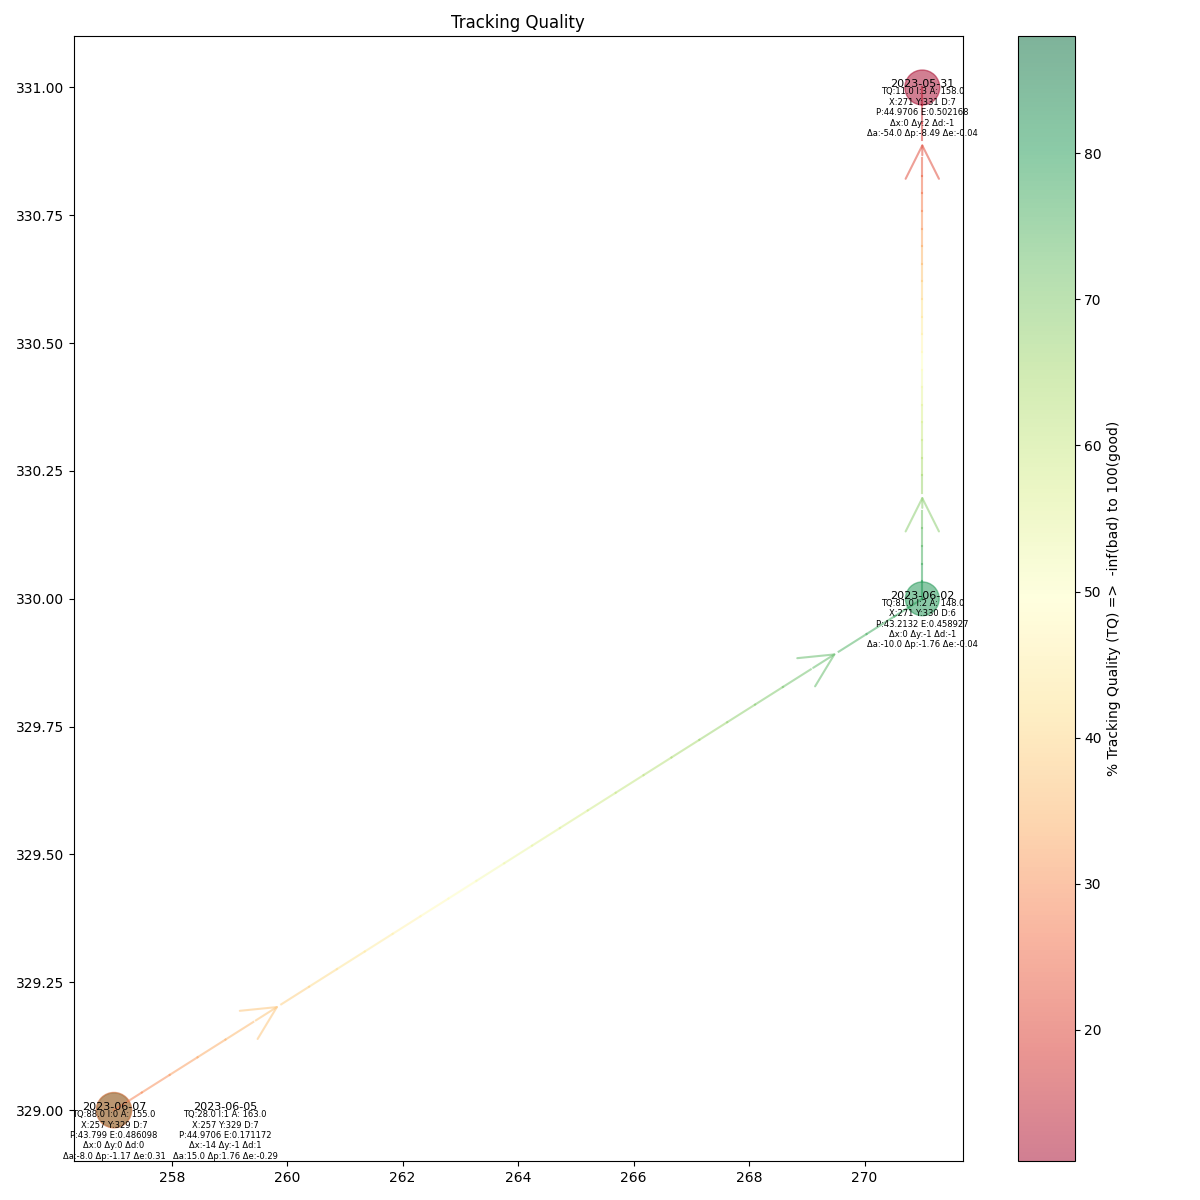 Tracking Quality
331.00
330.75
330.50
330.25
330.00
329.75
329.50
329.25
329.00
2023-05-31
TQ:11.0 I:3 A: 158.0
X:271 Y:331 D:7
P:44.9706 E:0.502168
Δx:0 Δy:2 Δd:-1
Δa:-54.0 Δp:-8.49 Δe:-0.04
2023-06-02
TQ:81.0 I:2 A: 148.0
X:271 Y:330 D:6
P:43.2132 E:0.458927
Δx:0 Δy:-1 Δd:-1
Δa:-10.0 Δp:-1.76 Δe:-0.04
2023-06-07
TQ:88.0 I:0 A: 155.0
X:257 Y:329 D:7
P:43.799 E:0.486098
Δx:0 Δy:0 Δd:0
Δa:-8.0 Δp:-1.17 Δe:0.31
2023-06-05
TQ:28.0 I:1 A: 163.0
X:257 Y:329 D:7
P:44.9706 E:0.171172
Δx:-14 Δy:-1 Δd:1
Δa:15.0 Δp:1.76 Δe:-0.29
258 260 262 264 266 268 270
80
70
60
50
40
30
20
% Tracking Quality (TQ) => -inf(bad) to 100(good)